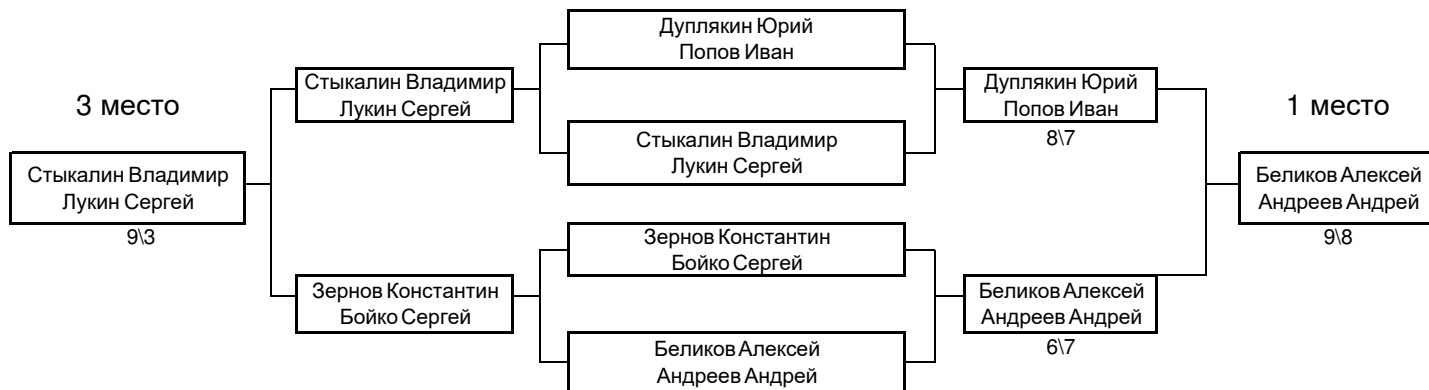 Дуплякин Юрий
Попов Иван
Стыкалин Владимир
Лукин Сергей
Дуплякин Юрий
Попов Иван
8\7
3 место
1 место
Стыкалин Владимир
Лукин Сергей
Стыкалин Владимир
Лукин Сергей
9\3
Беликов Алексей
Андреев Андрей
9\8
Зернов Константин
Бойко Сергей
Зернов Константин
Бойко Сергей
Беликов Алексей
Андреев Андрей
6\7
Беликов Алексей
Андреев Андрей